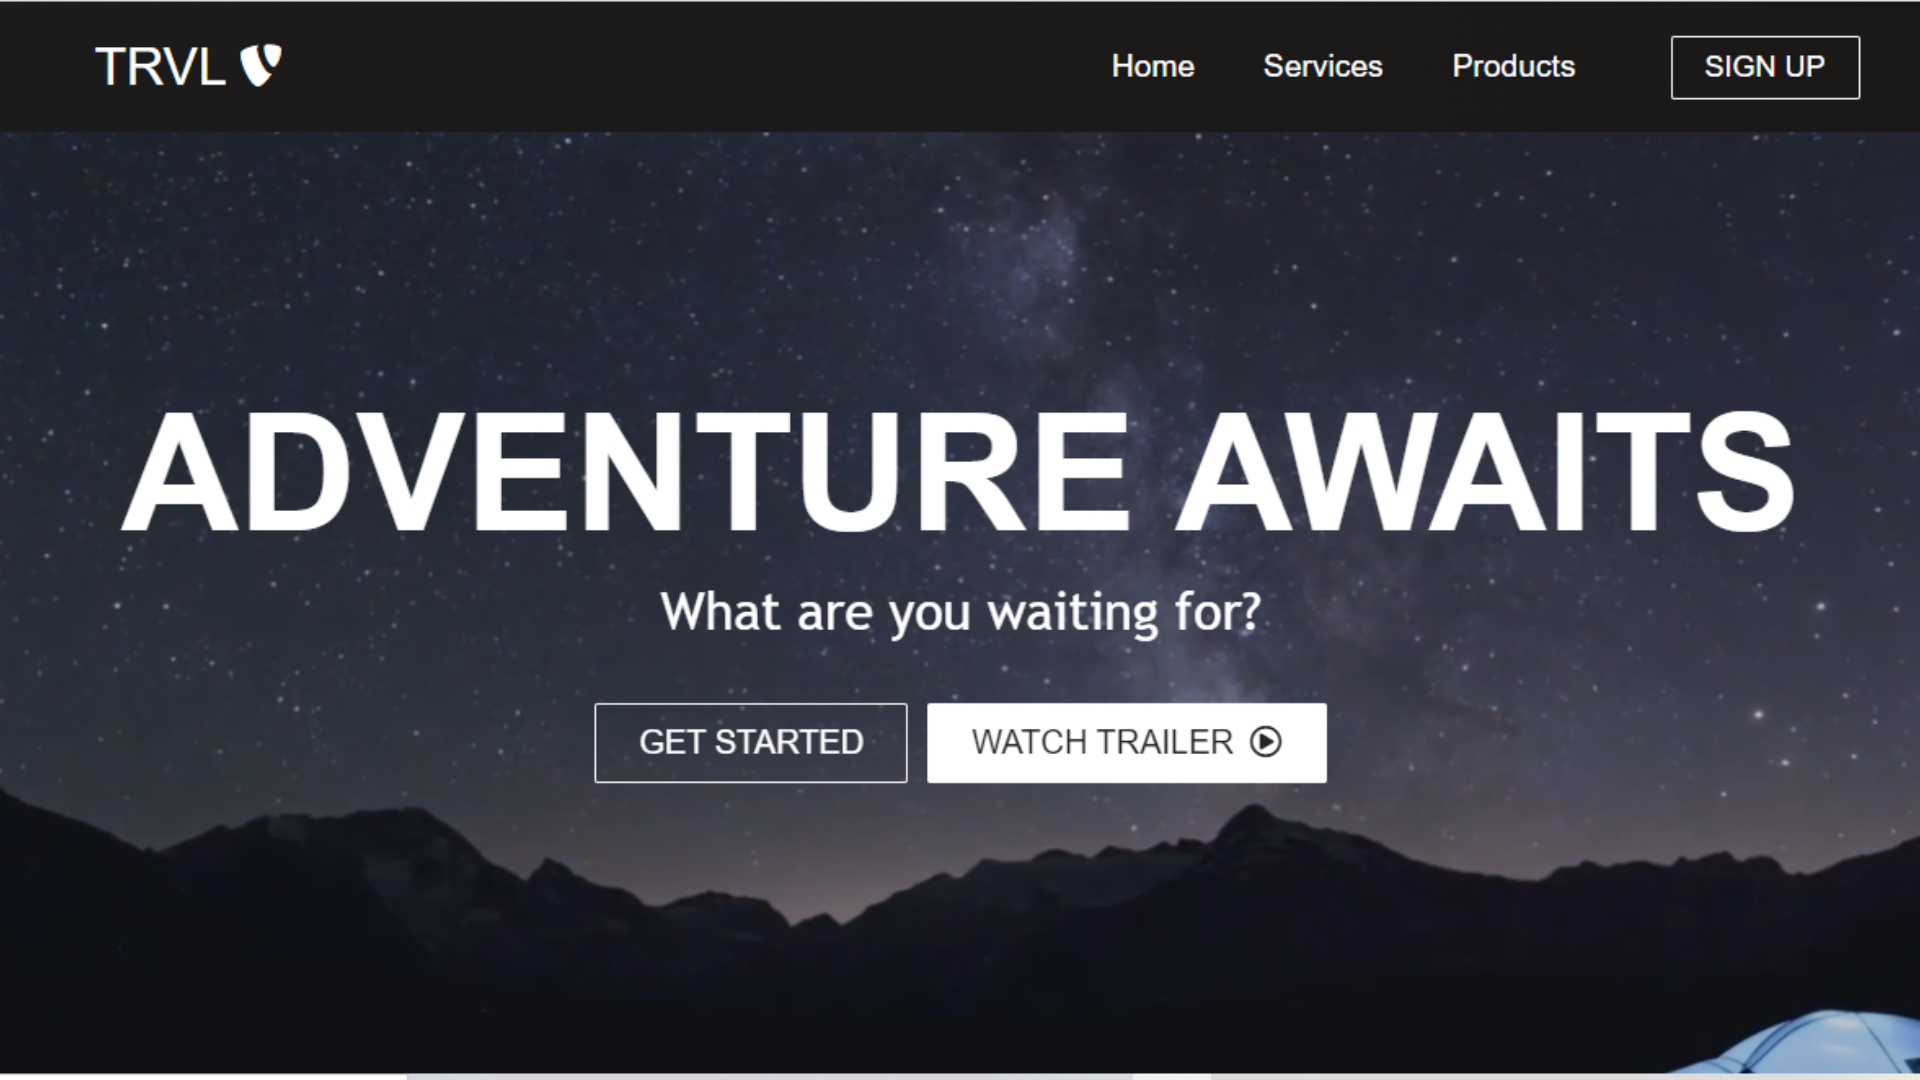 TRVL
Home Services Products SIGN UP
ADVENTURE AWAITS
What are you waiting for?
GET STARTED WATCH TRAILER